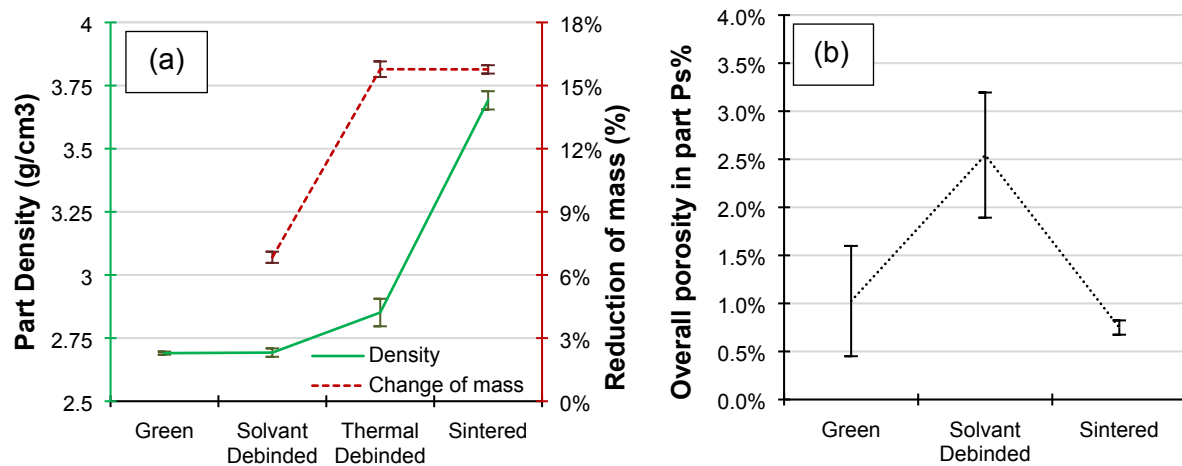 (a)
Part Density (g/cm3)
4
3.75
3.5
3.25
3
2.75
2.5
18%
15%
12%
9%
6%
3%
0%
Reduction of mass (%)
Density
Change of mass
Green
Solvant
Debinded
Thermal
Debinded
Sintered
(b)
Overall porosity in part Ps%
4.0%
3.5%
3.0%
2.5%
2.0%
1.5%
1.0%
0.5%
0.0%
Green
Solvant
Debinded
Sintered